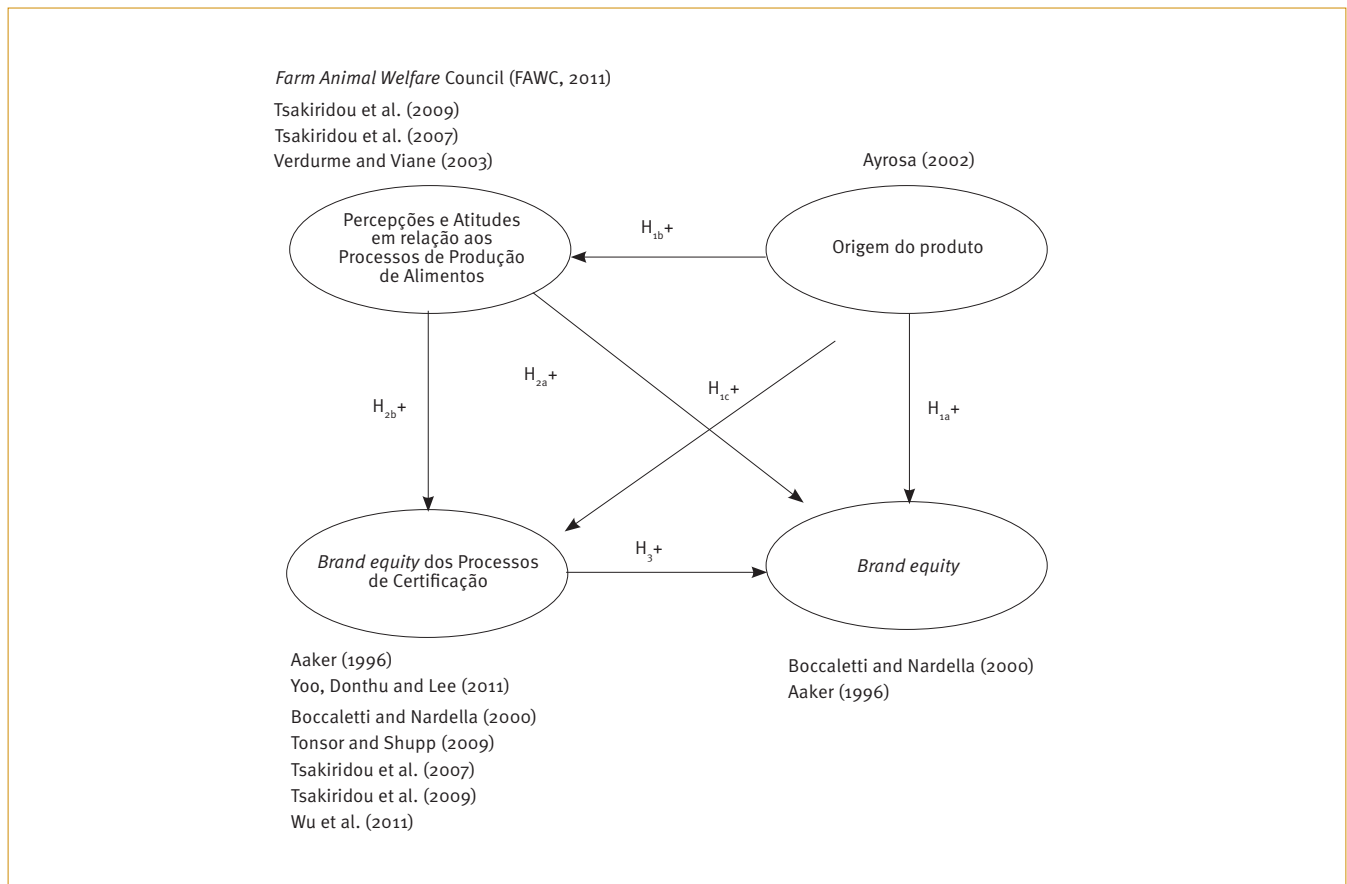 Farm Animal Welfare Council (FAWC, 2011)
Tsakiridou et al. (2009)
Tsakiridou et al. (2007)
Verdurme and Viane (2003)
Ayrosa (2002)
Percepções e Atitudes
em relação aos
Processos de Produção
de Alimentos
H1b+
Origem do produto
H2a+
H1c+
H2b+
H1a+
Brand equity dos Processos
de Certificação
H3+
Brand equity
Aaker (1996)
Yoo, Donthu and Lee (2011)
Boccaletti and Nardella (2000)
Tonsor and Shupp (2009)
Tsakiridou et al. (2007)
Tsakiridou et al. (2009)
Wu et al. (2011)
Boccaletti and Nardella (2000)
Aaker (1996)